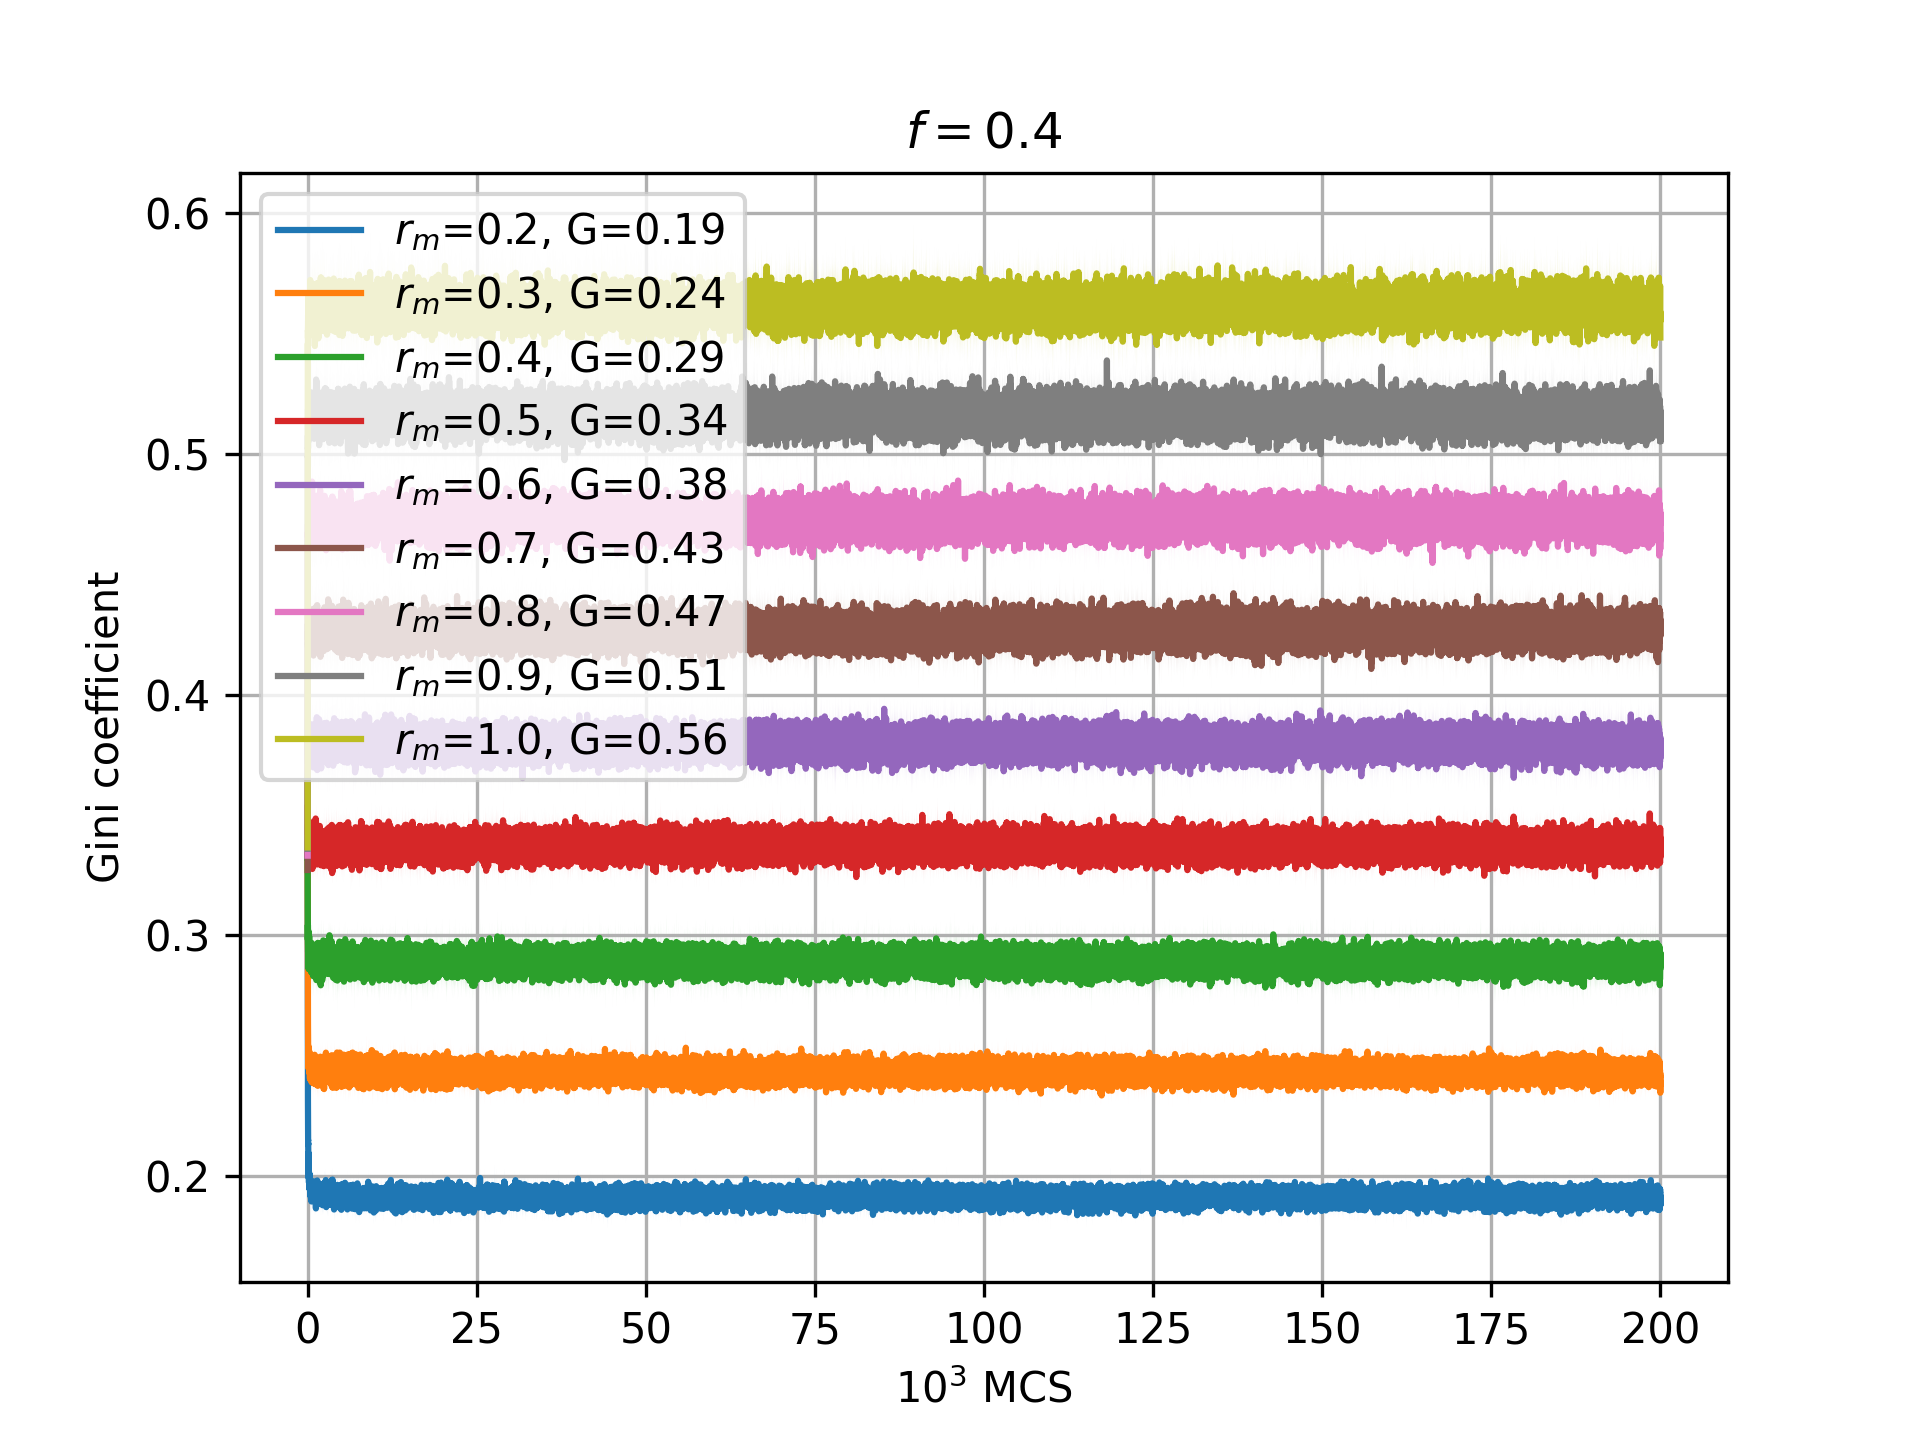 f = 0.4
Gini coefficient
0.6
0.5
0.4
0.3
0.2
r_m=0.2, G=0.19
r_m=0.3, G=0.24
r_m=0.4, G=0.29
r_m=0.5, G=0.34
r_m=0.6, G=0.38
r_m=0.7, G=0.43
r_m=0.8, G=0.47
r_m=0.9, G=0.51
r_m=1.0, G=0.56
0 25 50 75 100 125 150 175 200
10³ MCS